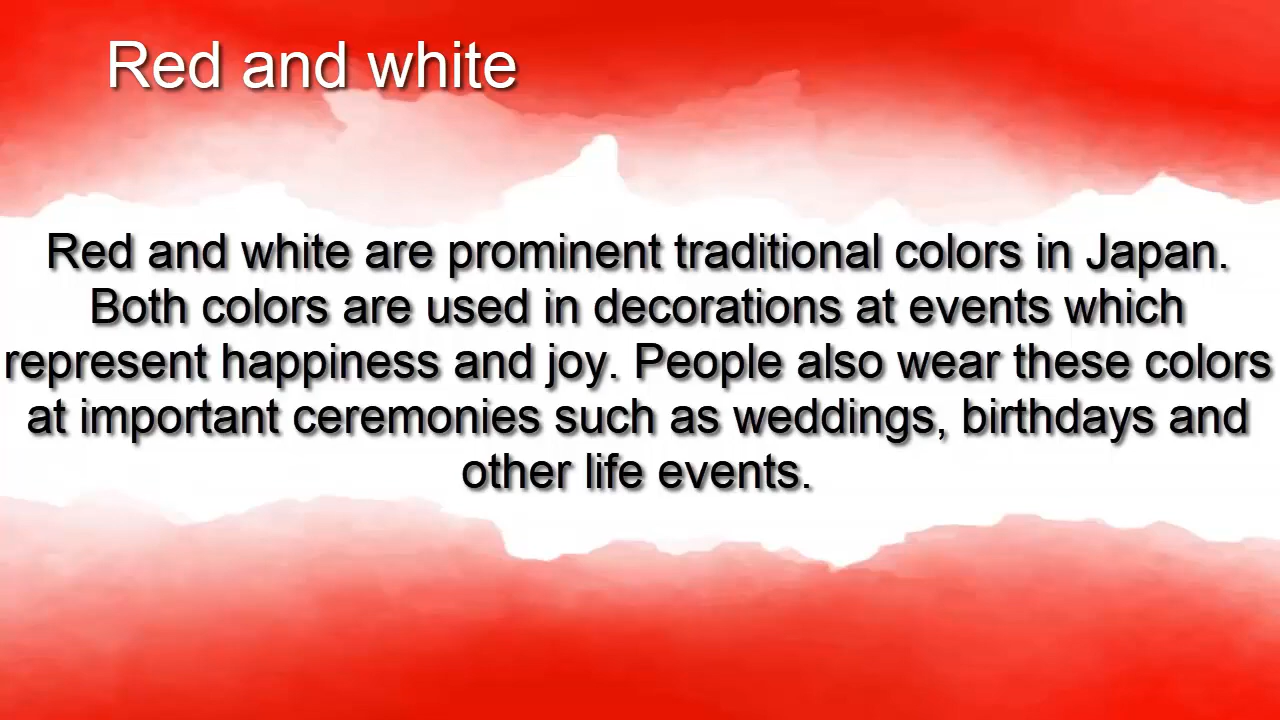 Red and white
Red and white are prominent traditional colors in Japan.
Both colors are used in decorations at events which
represent happiness and joy. People also wear these colors
at important ceremonies such as weddings, birthdays and
other life events.